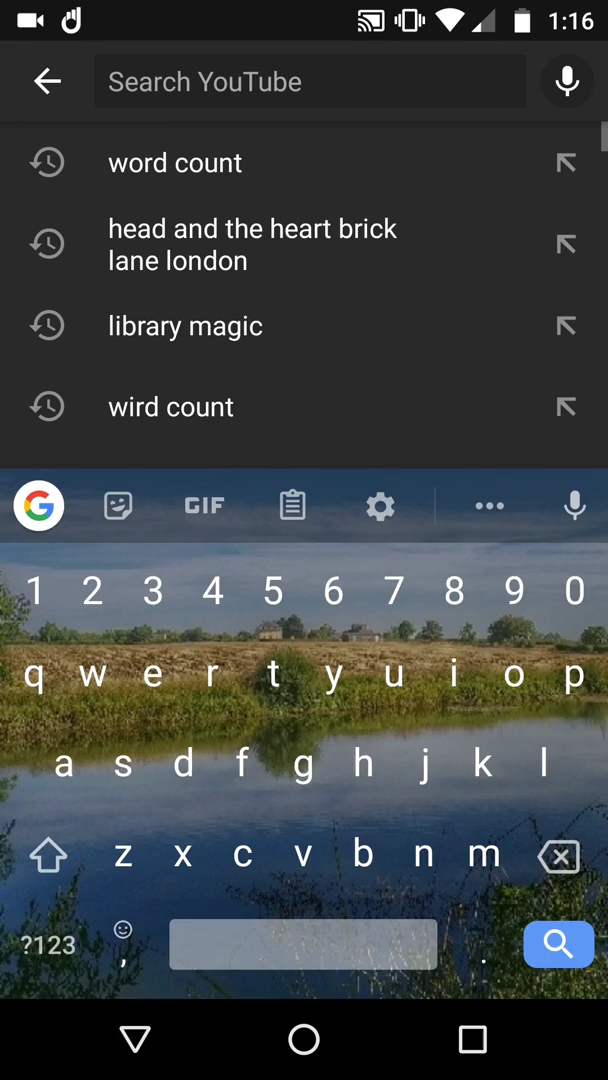 1:16
Search YouTube
word count
head and the heart brick
lane london
library magic
wird count
G GIF
1 2 3 4 5 6 7 8 9 0
q w e r t y u i o p
a s d f g h j k l
z x c v b n m
?123 , .